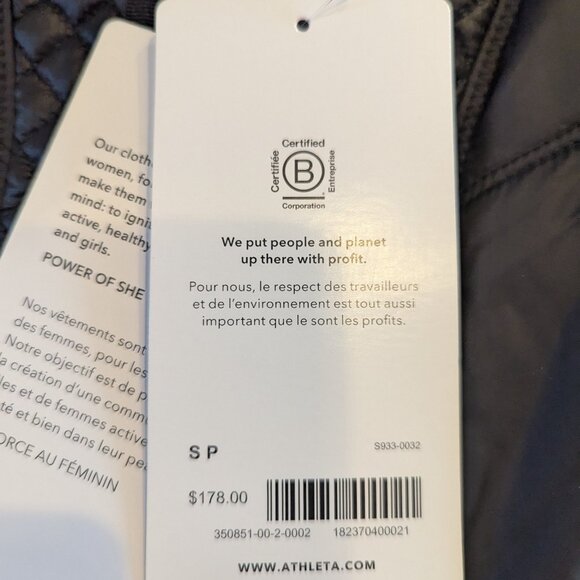 Our cloth
women, fo
make them
mind: to ignit
active, healthy
and girls.
POWER OF SHE
Nos vêtements sont
des femmes, pour les
Notre objectif est de p
la création d'une comm
les et de femmes active
té et bien dans leur pe
ORCE AU FÉMININ
Certified
Certifiée
B
Entreprise
Corporation
We put people and planet
up there with profit.
Pour nous, le respect des travailleurs
et de l'environnement est tout aussi
important que le sont les profits.
S P
S933-0032
$178.00
350851-00-2-0002
182370400021
WWW.ATHLETA.COM